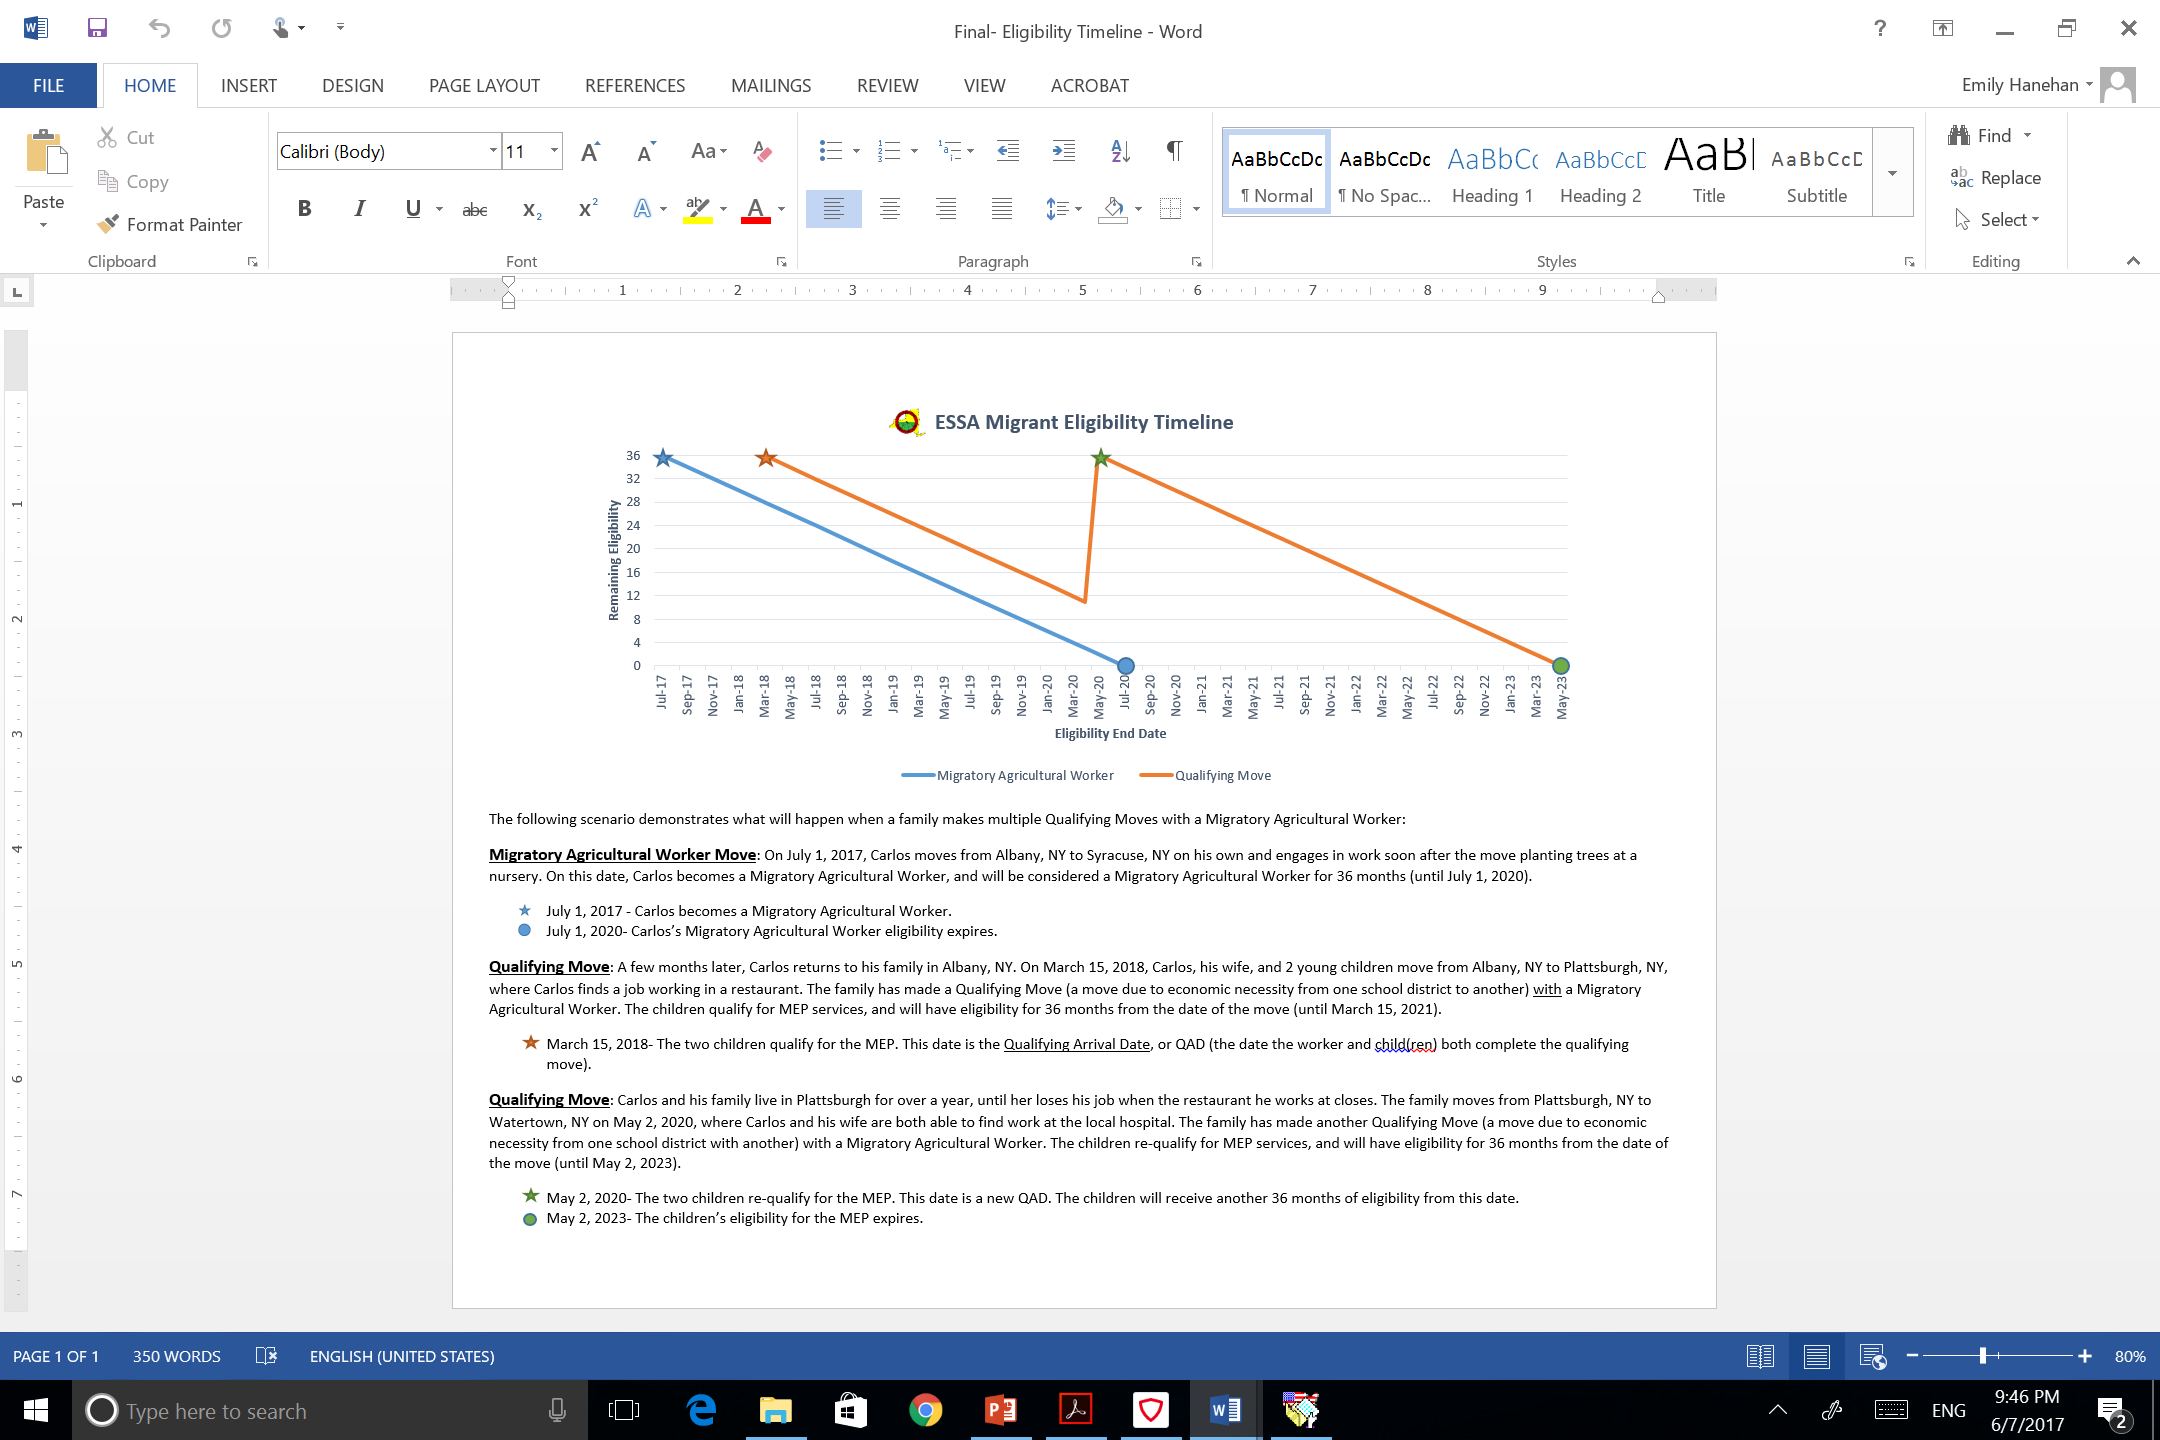 Final- Eligibility Timeline - Word
?
FILE HOME INSERT DESIGN PAGE LAYOUT REFERENCES MAILINGS REVIEW VIEW ACROBAT
Emily Hanehan
Paste
Cut
Copy
Format Painter
Clipboard
Calibri (Body) 11
Font
Paragraph
AaBbCcDc AaBbCcDc AaBbCc AaBbCcD AaBl AaBbCcD
¶ Normal ¶ No Spac... Heading 1 Heading 2 Title Subtitle
Styles
Find
Replace
Select
Editing
1 2 3 4 5 6 7 8 9
1
2
3
4
5
6
7
ESSA Migrant Eligibility Timeline
Remaining Eligibility
36
32
28
24
20
16
12
8
4
0
Jul-17 Sep-17 Nov-17 Jan-18 Mar-18 May-18 Jul-18 Sep-18 Nov-18 Jan-19 Mar-19 May-19 Jul-19 Sep-19 Nov-19 Jan-20 Mar-20 May-20 Jul-20 Sep-20 Nov-20 Jan-21 Mar-21 May-21 Jul-21 Sep-21 Nov-21 Jan-22 Mar-22 May-22 Jul-22 Sep-22 Nov-22 Jan-23 Mar-23 May-23
Eligibility End Date
Migratory Agricultural Worker Qualifying Move
The following scenario demonstrates what will happen when a family makes multiple Qualifying Moves with a Migratory Agricultural Worker:
Migratory Agricultural Worker Move: On July 1, 2017, Carlos moves from Albany, NY to Syracuse, NY on his own and engages in work soon after the move planting trees at a
nursery. On this date, Carlos becomes a Migratory Agricultural Worker, and will be considered a Migratory Agricultural Worker for 36 months (until July 1, 2020).
July 1, 2017 - Carlos becomes a Migratory Agricultural Worker.
July 1, 2020- Carlos’s Migratory Agricultural Worker eligibility expires.
Qualifying Move: A few months later, Carlos returns to his family in Albany, NY. On March 15, 2018, Carlos, his wife, and 2 young children move from Albany, NY to Plattsburgh, NY,
where Carlos finds a job working in a restaurant. The family has made a Qualifying Move (a move due to economic necessity from one school district to another) with a Migratory
Agricultural Worker. The children qualify for MEP services, and will have eligibility for 36 months from the date of the move (until March 15, 2021).
March 15, 2018- The two children qualify for the MEP. This date is the Qualifying Arrival Date, or QAD (the date the worker and child(ren) both complete the qualifying
move).
Qualifying Move: Carlos and his family live in Plattsburgh for over a year, until her loses his job when the restaurant he works at closes. The family moves from Plattsburgh, NY to
Watertown, NY on May 2, 2020, where Carlos and his wife are both able to find work at the local hospital. The family has made another Qualifying Move (a move due to economic
necessity from one school district with another) with a Migratory Agricultural Worker. The children re-qualify for MEP services, and will have eligibility for 36 months from the date of
the move (until May 2, 2023).
May 2, 2020- The two children re-qualify for the MEP. This date is a new QAD. The children will receive another 36 months of eligibility from this date.
May 2, 2023- The children’s eligibility for the MEP expires.
PAGE 1 OF 1 350 WORDS ENGLISH (UNITED STATES) 80%
Type here to search
ENG
9:46 PM
6/7/2017
2